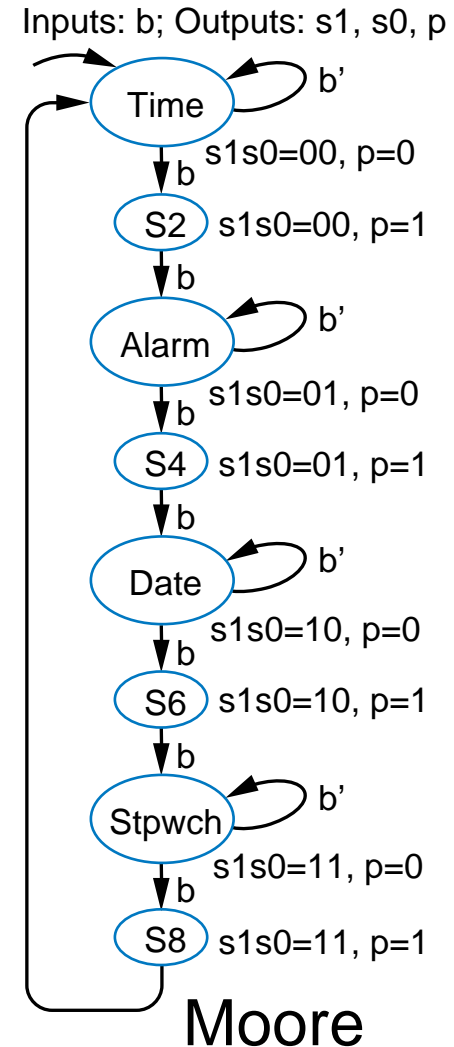 Inputs: b; Outputs: s1, s0, p
Time
b’
s1s0=00, p=0
b
S2
s1s0=00, p=1
b
Alarm
b’
s1s0=01, p=0
b
S4
s1s0=01, p=1
b
Date
b’
s1s0=10, p=0
b
S6
s1s0=10, p=1
b
Stpwch
b’
s1s0=11, p=0
b
S8
s1s0=11, p=1
Moore